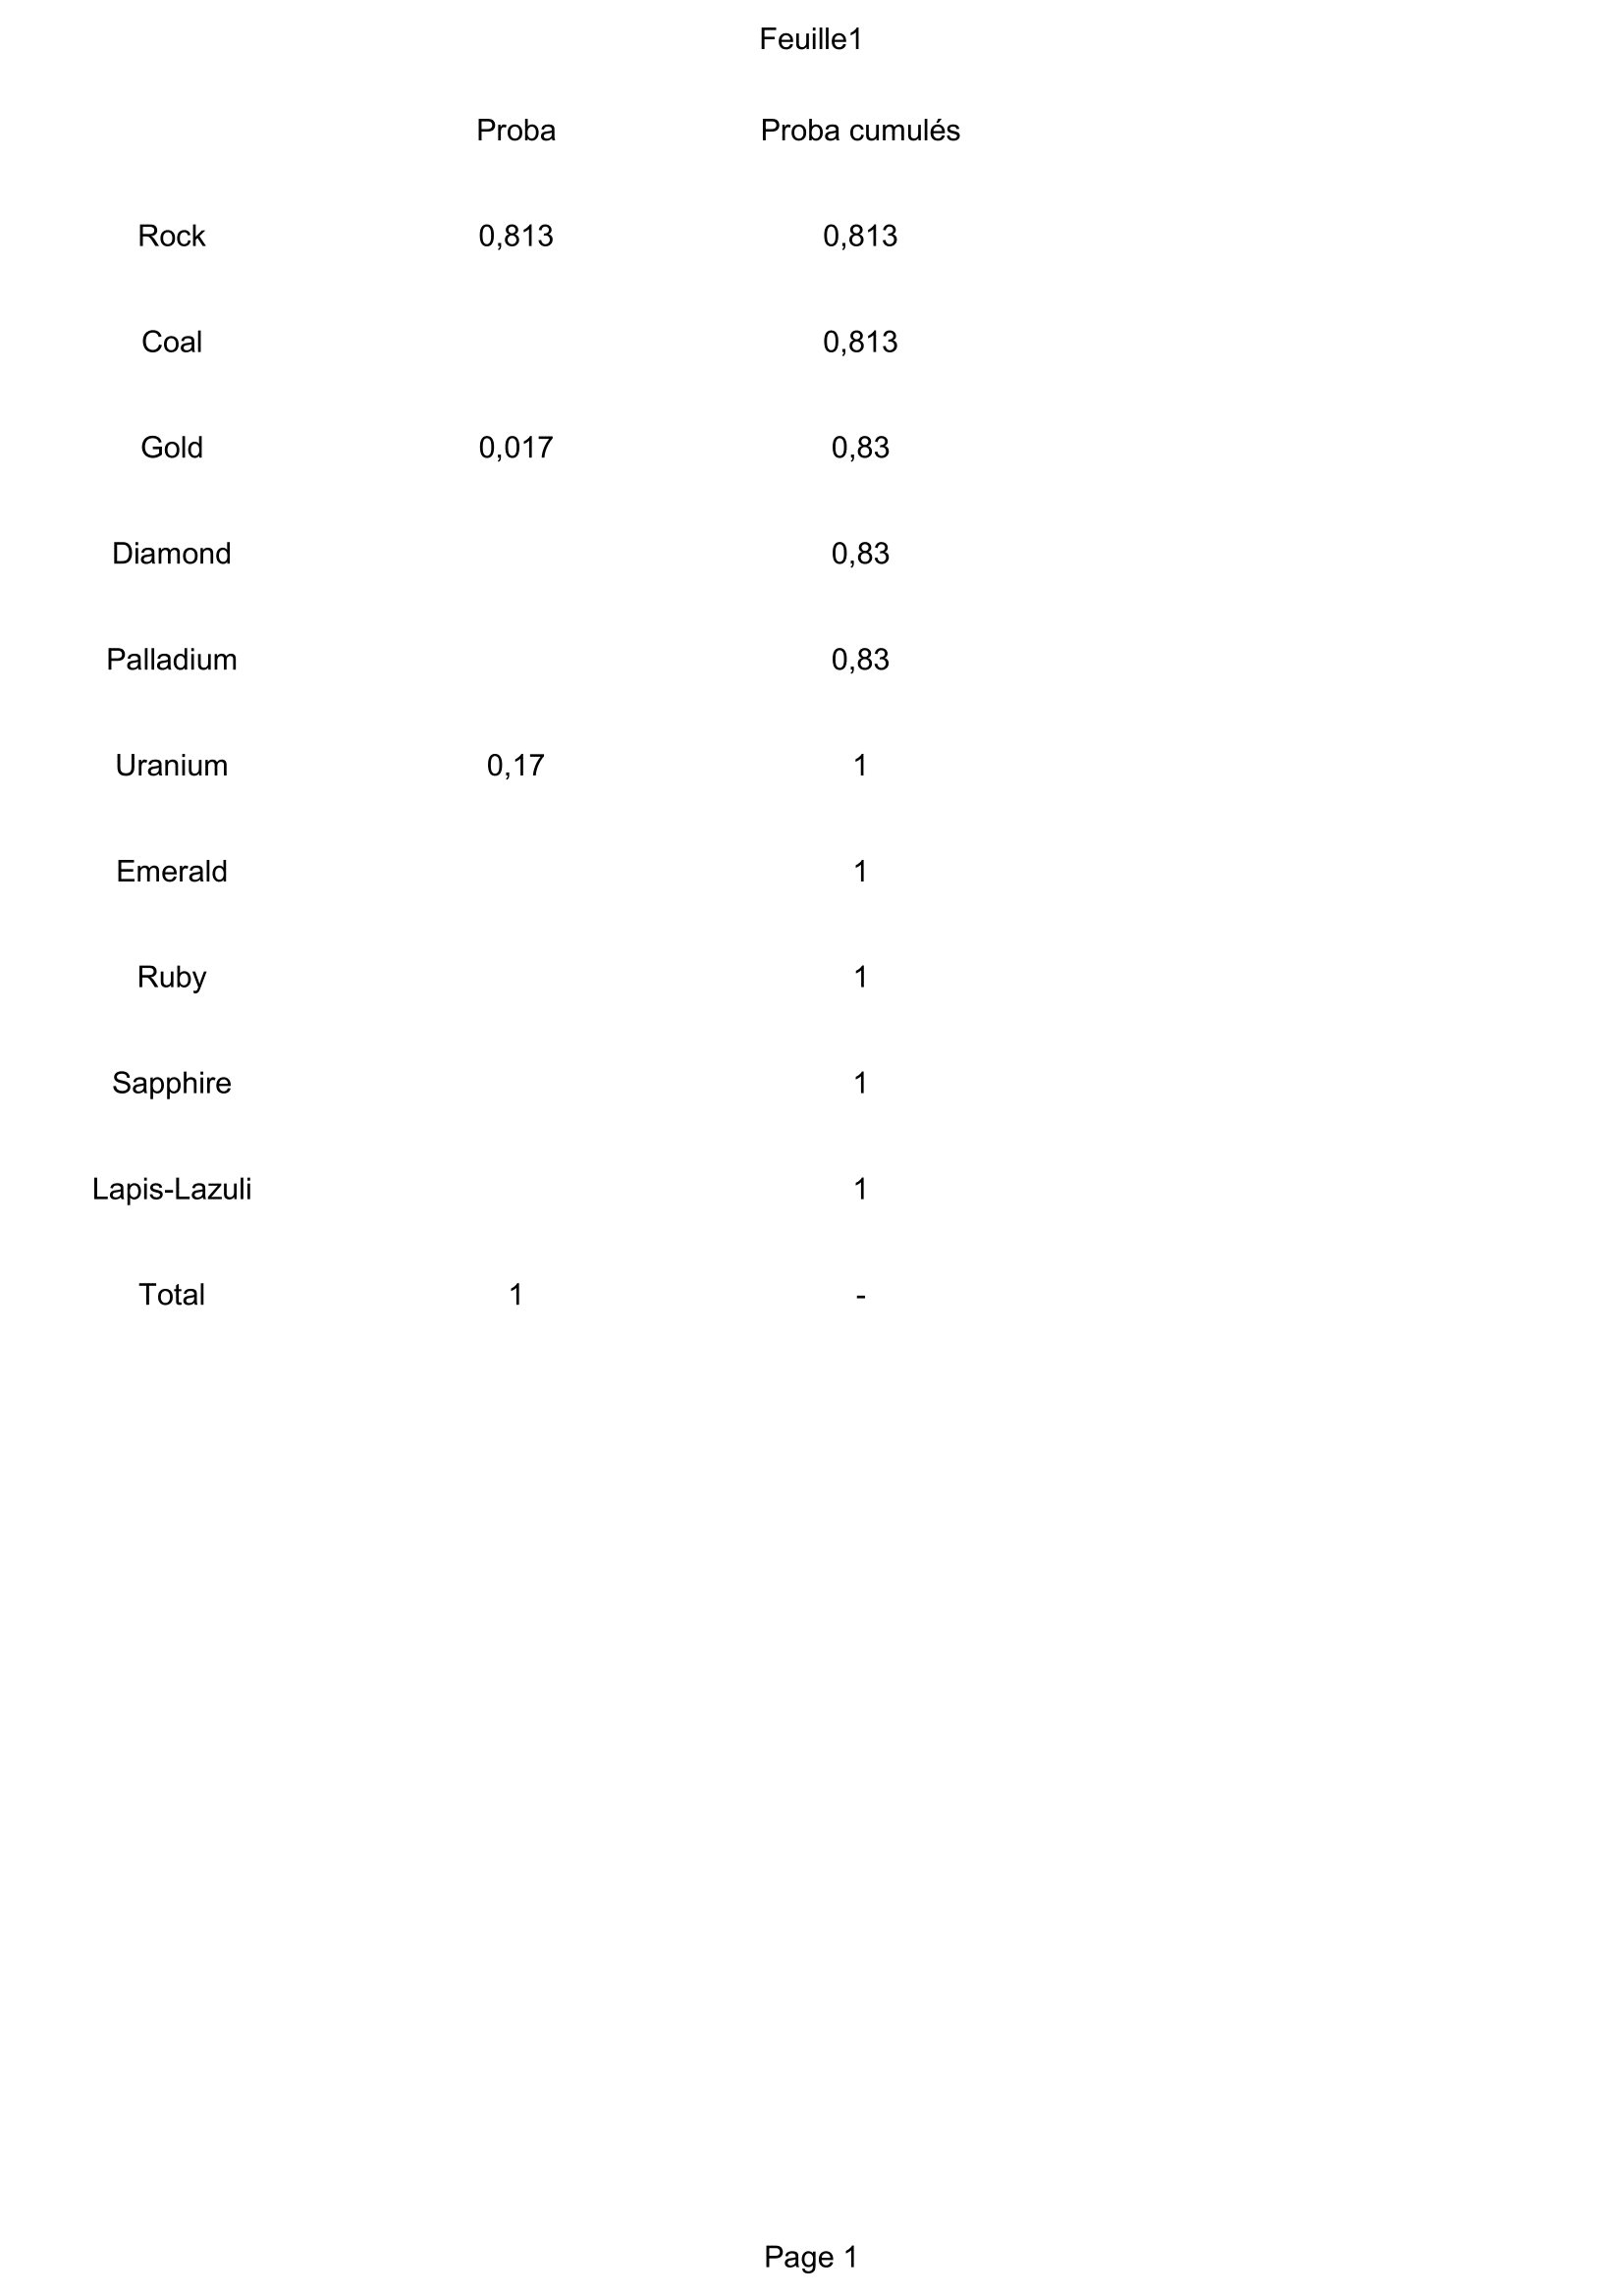 Feuille1
Proba Proba cumulés
Rock 0,813 0,813
Coal 0,813
Gold 0,017 0,83
Diamond 0,83
Palladium 0,83
Uranium 0,17 1
Emerald 1
Ruby 1
Sapphire 1
Lapis-Lazuli 1
Total 1 -
Page 1